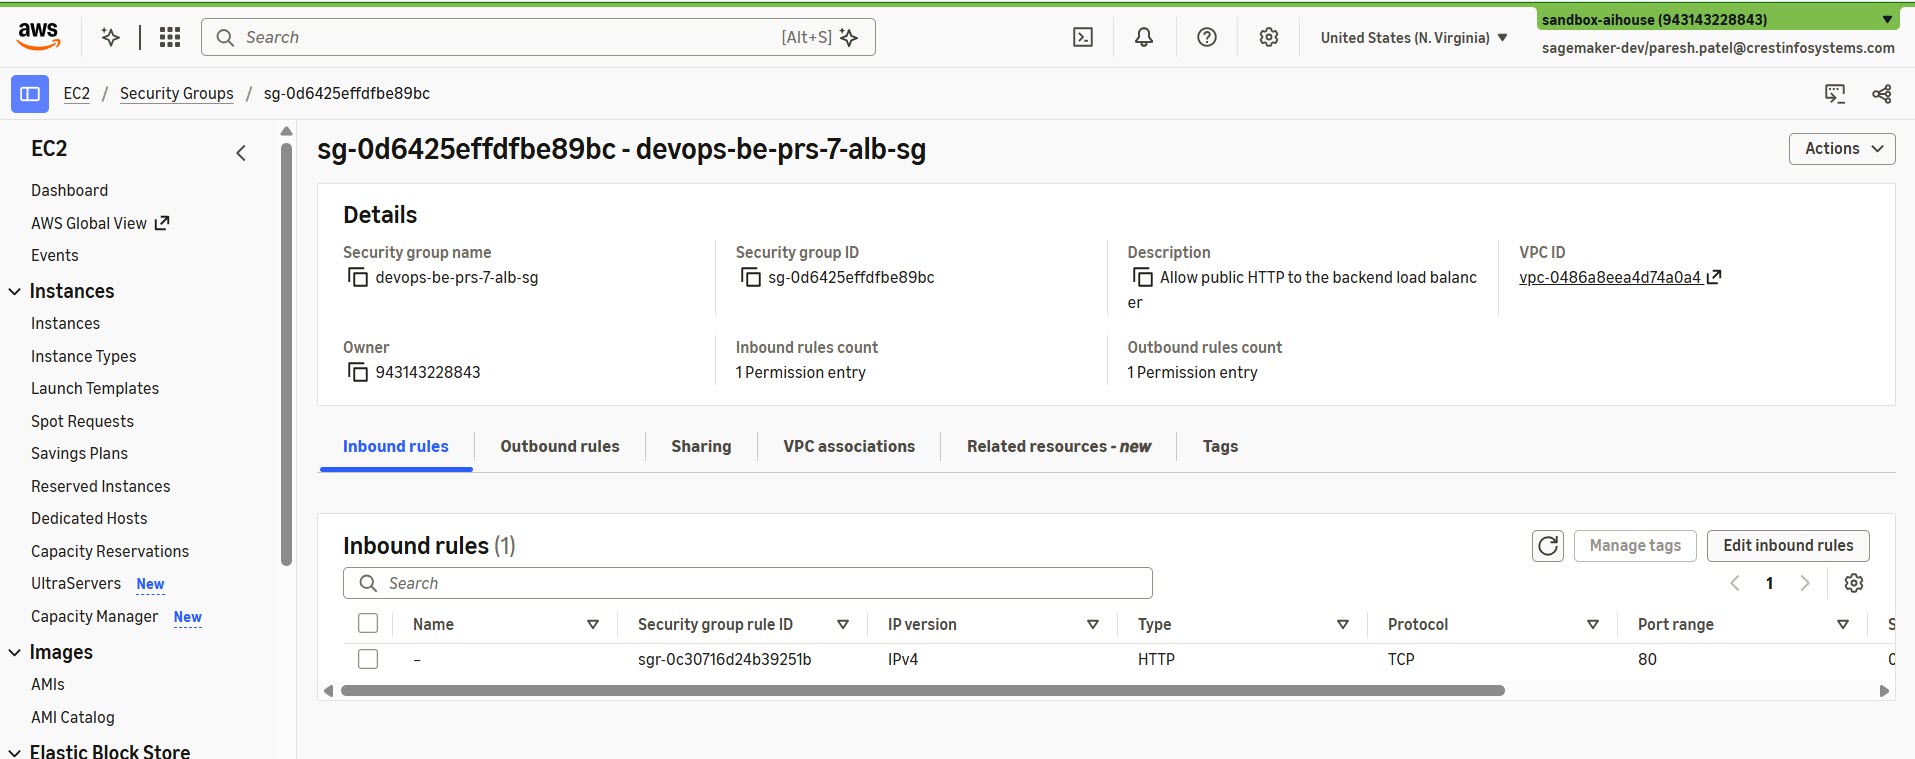 aws
Search
[Alt+S]
United States (N. Virginia)
sandbox-aihouse (943143228843)
sagemaker-dev/paresh.patel@crestinfosystems.com
EC2 / Security Groups / sg-0d6425effdfbe89bc
EC2
Dashboard
AWS Global View
Events
Instances
Instances
Instance Types
Launch Templates
Spot Requests
Savings Plans
Reserved Instances
Dedicated Hosts
Capacity Reservations
UltraServers New
Capacity Manager New
Images
AMIs
AMI Catalog
Elastic Block Store
sg-0d6425effdfbe89bc - devops-be-prs-7-alb-sg
Actions
Details
Security group name
devops-be-prs-7-alb-sg
Security group ID
sg-0d6425effdfbe89bc
Description
Allow public HTTP to the backend load balanc
er
VPC ID
vpc-0486a8eea4d74a0a4
Owner
943143228843
Inbound rules count
1 Permission entry
Outbound rules count
1 Permission entry
Inbound rules
Outbound rules
Sharing
VPC associations
Related resources - new
Tags
Inbound rules (1)
Manage tags
Edit inbound rules
Search
1
Name Security group rule ID IP version Type Protocol Port range
– sgr-0c30716d24b39251b IPv4 HTTP TCP 80